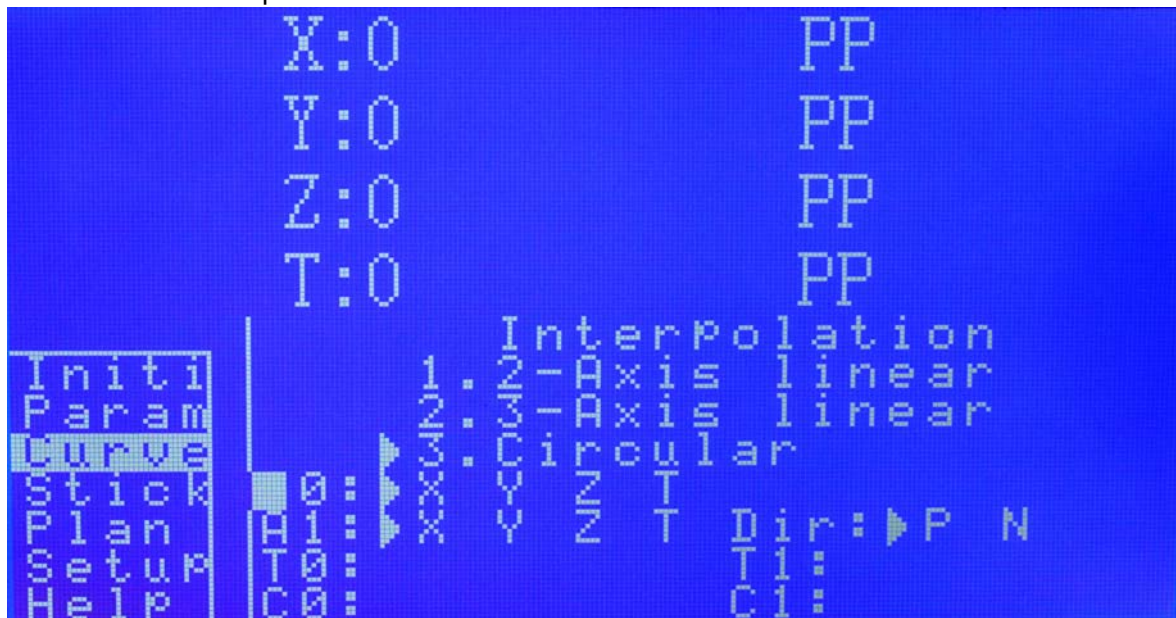 X:0 PP
Y:0 PP
Z:0 PP
T:0 PP
Interpolation
1.2-Axis linear
2.3-Axis linear
3.Circular
Initi
Param
Curve
Stick
Plan
Setup
Help
0: X Y Z T
A1: X Y Z T Dir: P N
T0: T1:
C0: C1: